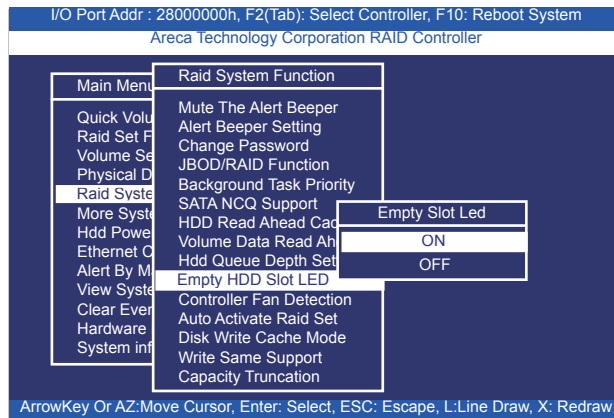 I/O Port Addr : 28000000h, F2(Tab): Select Controller, F10: Reboot System
Areca Technology Corporation RAID Controller
Main Menu
Quick Volu
Raid Set F
Volume Se
Physical D
Raid Syste
More Syste
Hdd Powe
Ethernet C
Alert By M
View Syste
Clear Ever
Hardware
System inf
Raid System Function
Mute The Alert Beeper
Alert Beeper Setting
Change Password
JBOD/RAID Function
Background Task Priority
SATA NCQ Support
HDD Read Ahead Cac
Volume Data Read Ah
Hdd Queue Depth Set
Empty HDD Slot LED
Controller Fan Detection
Auto Activate Raid Set
Disk Write Cache Mode
Write Same Support
Capacity Truncation
Empty Slot Led
ON
OFF
ArrowKey Or AZ:Move Cursor, Enter: Select, ESC: Escape, L:Line Draw, X: Redraw